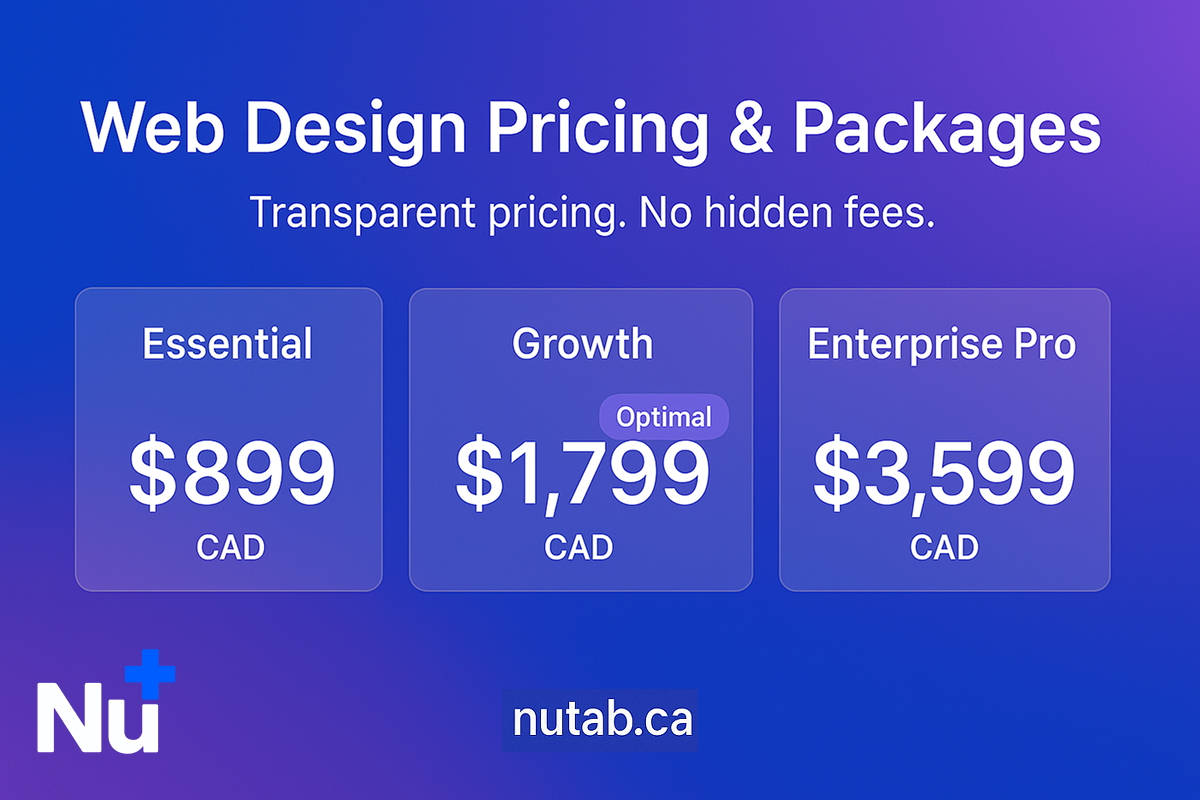 Web Design Pricing & Packages
Transparent pricing. No hidden fees.
Essential
$899
CAD
Growth
Optimal
$1,799
CAD
Enterprise Pro
$3,599
CAD
Nu+
nutab.ca